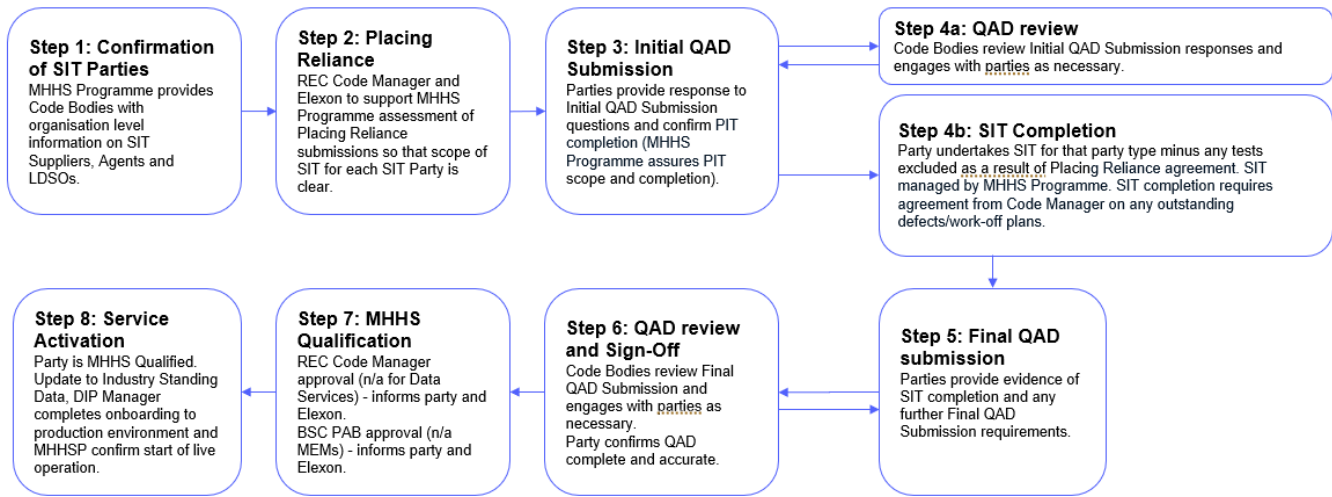 Step 1: Confirmation
of SIT Parties
MHHS Programme provides
Code Bodies with
organisation level
information on SIT
Suppliers, Agents and
LDSOs.
Step 2: Placing
Reliance
REC Code Manager and
Elexon to support MHHS
Programme assessment of
Placing Reliance
submissions so that scope
of SIT for each SIT Party is
clear.
Step 3: Initial QAD
Submission
Parties provide response to
Initial QAD Submission
questions and confirm PIT
completion (MHHS
Programme assures PIT
scope and completion).
Step 4a: QAD review
Code Bodies review Initial QAD Submission responses and
engages with parties as necessary.
Step 4b: SIT Completion
Party undertakes SIT for that party type minus any tests
excluded as a result of Placing Reliance agreement. SIT
managed by MHHS Programme. SIT completion requires
agreement from Code Manager on any outstanding
defects/work-off plans.
Step 5: Final QAD
submission
Parties provide evidence of
SIT completion and any
further Final QAD
Submission requirements.
Step 6: QAD review
and Sign-Off
Code Bodies review Final
QAD Submission and
engages with parties as
necessary.
Party confirms QAD
complete and accurate.
Step 7: MHHS
Qualification
REC Code Manager
approval (n/a for Data
Services) - informs party and
Elexon.
BSC PAB approval (n/a
MEMs) - informs party and
Elexon.
Step 8: Service
Activation
Party is MHHS Qualified.
Update to Industry Standing
Data, DIP Manager
completes onboarding to
production environment and
MHHSP confirm start of live
operation.